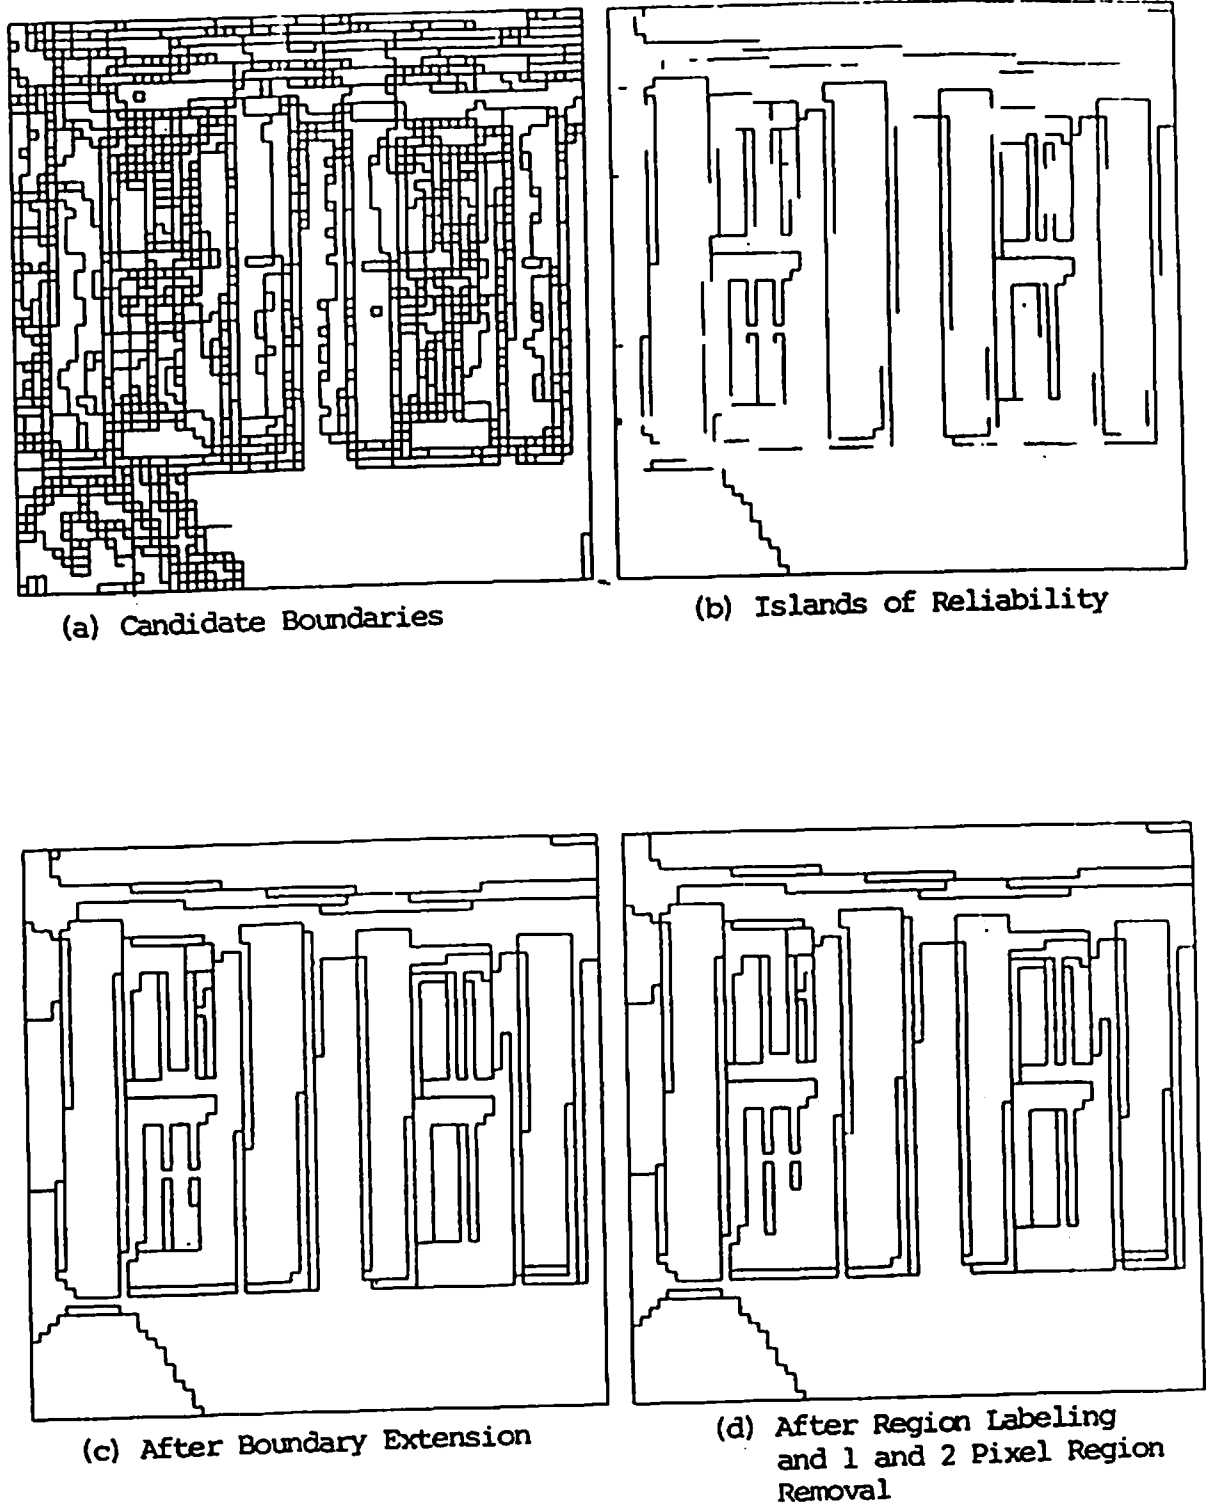 (a) Candidate Boundaries
(b) Islands of Reliability
(c) After Boundary Extension
(d) After Region Labeling
and 1 and 2 Pixel Region
Removal